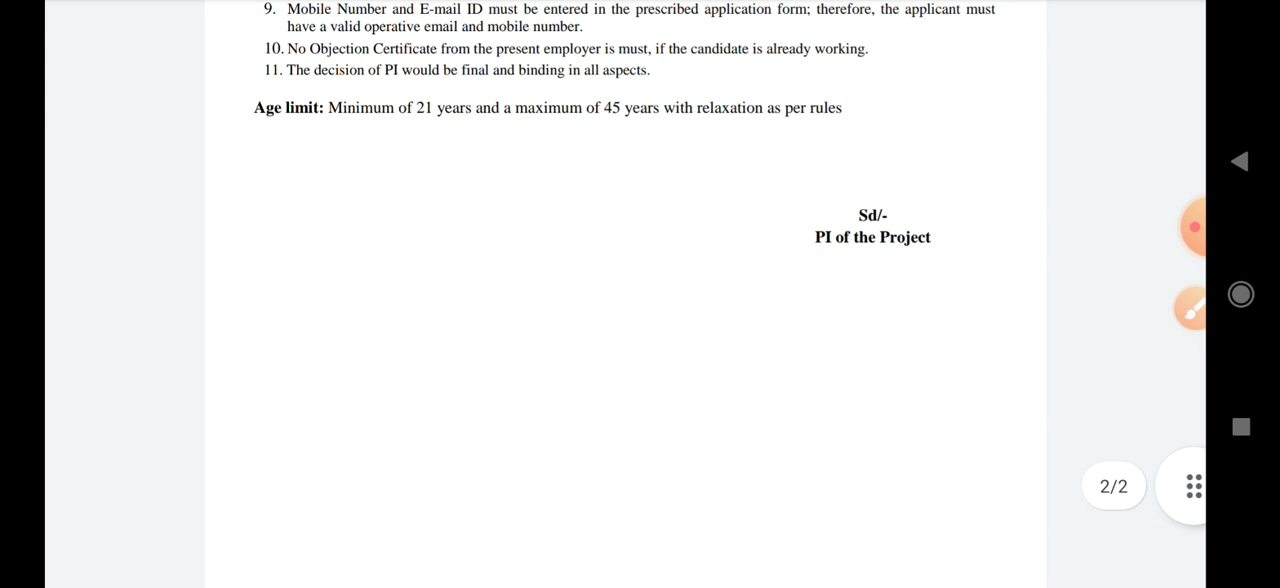 9. Mobile Number and E-mail ID must be entered in the prescribed application form; therefore, the applicant must
have a valid operative email and mobile number.
10. No Objection Certificate from the present employer is must, if the candidate is already working.
11. The decision of PI would be final and binding in all aspects.
Age limit: Minimum of 21 years and a maximum of 45 years with relaxation as per rules
Sd/-
PI of the Project
2/2